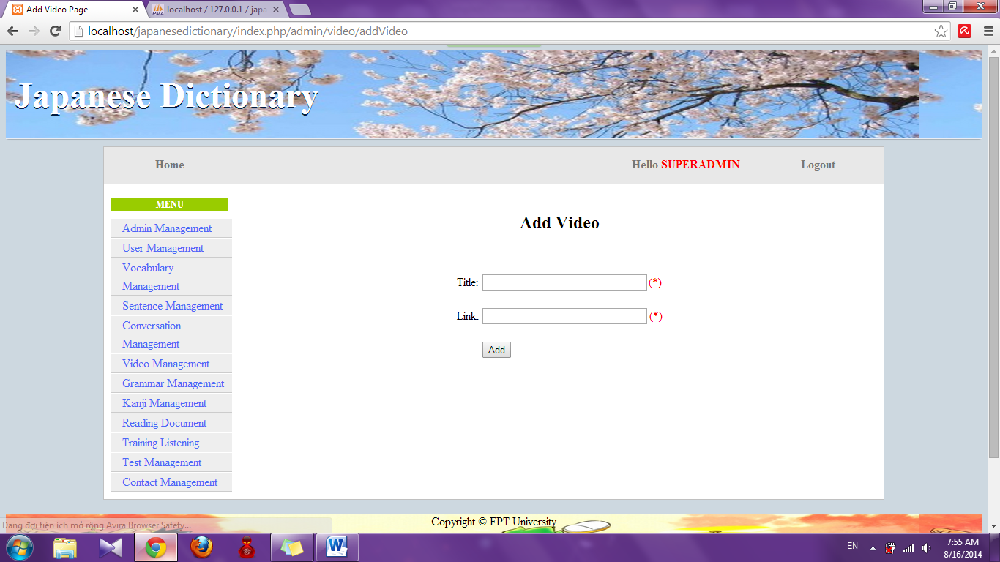 Add Video Page
localhost / 127.0.0.1 / japa
localhost/japanesedictionary/index.php/admin/video/addVideo
Japanese Dictionary
Home
Hello SUPERADMIN
Logout
MENU
Admin Management
User Management
Vocabulary
Management
Sentence Management
Conversation
Management
Video Management
Grammar Management
Kanji Management
Reading Document
Training Listening
Test Management
Contact Management
Add Video
Title: (*)
Link: (*)
Add
Copyright © FPT University
Đang đợi tiện ích mở rộng Avira Browser Safety...
EN
7:55 AM
8/16/2014